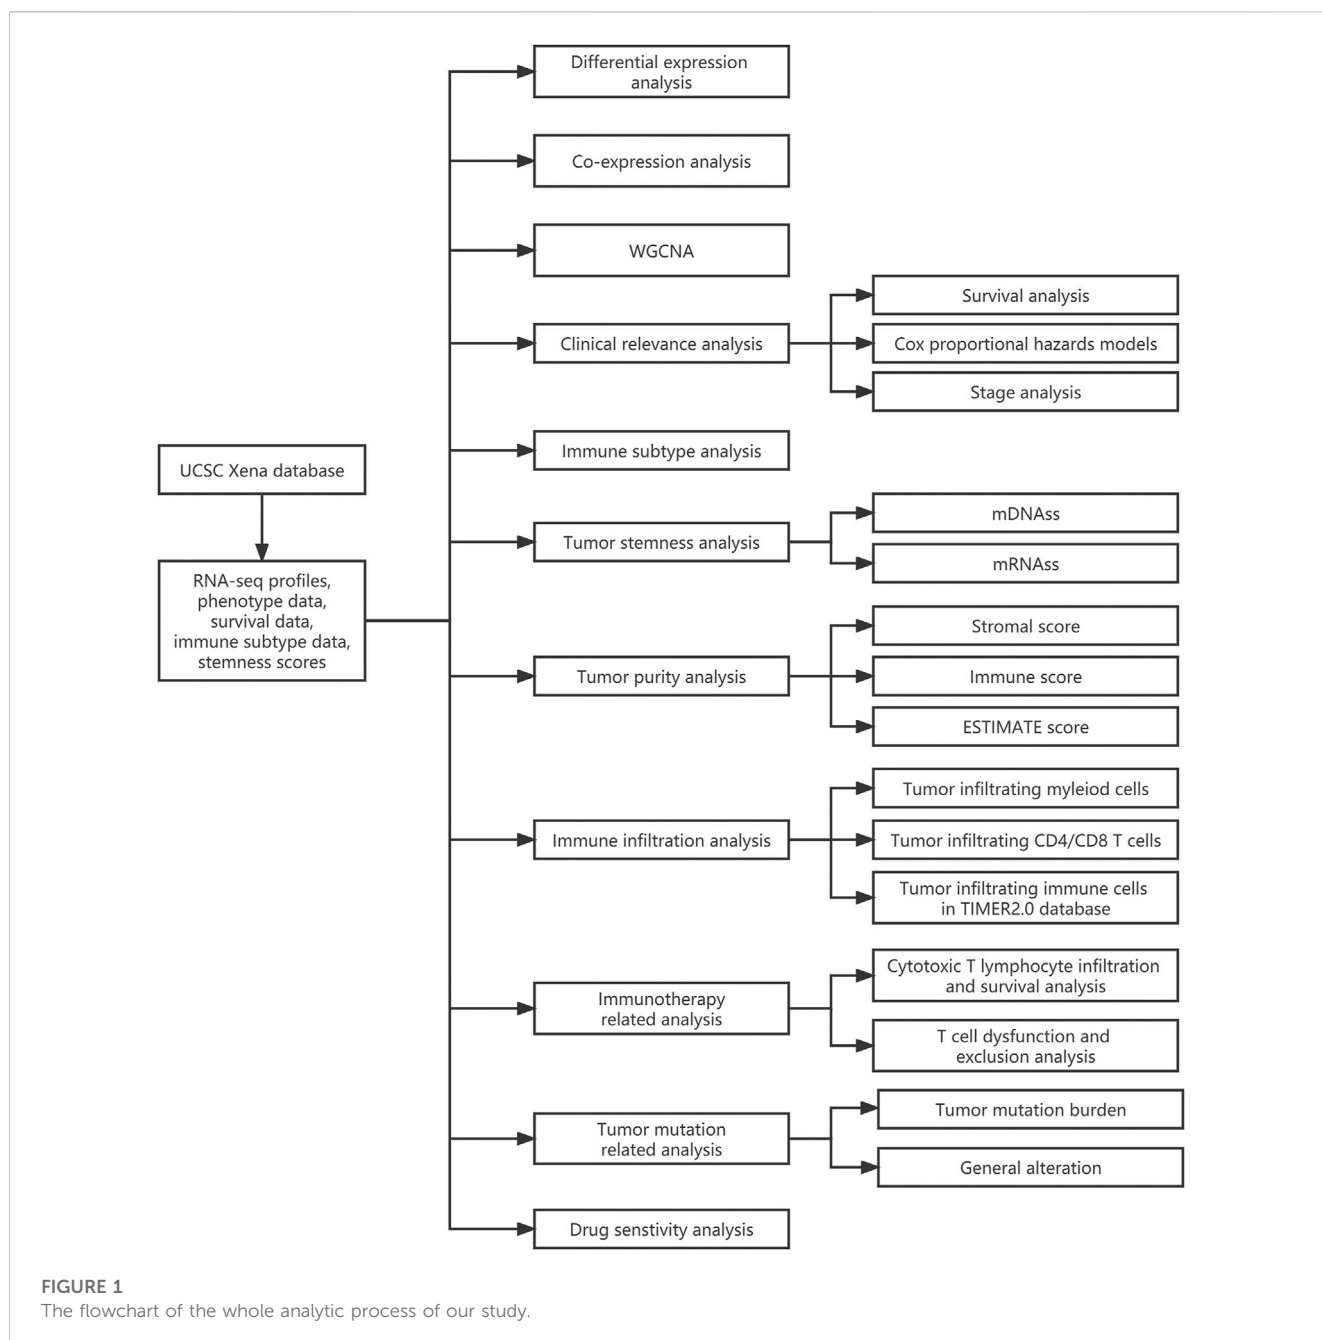 Differential expression
analysis
Co-expression analysis
WGCNA
Clinical relevance analysis
Survival analysis
Cox proportional hazards models
Stage analysis
UCSC Xena database
RNA-seq profiles,
phenotype data,
survival data,
immune subtype data,
stemness scores
Immune subtype analysis
Tumor stemness analysis
mDNAss
mRNAss
Tumor purity analysis
Stromal score
Immune score
ESTIMATE score
Immune infiltration analysis
Tumor infiltrating myleiod cells
Tumor infiltrating CD4/CD8 T cells
Tumor infiltrating immune cells
in TIMER2.0 database
Immunotherapy
related analysis
Cytotoxic T lymphocyte infiltration
and survival analysis
T cell dysfunction and
exclusion analysis
Tumor mutation
related analysis
Tumor mutation burden
General alteration
Drug senstivity analysis
FIGURE 1
The flowchart of the whole analytic process of our study.